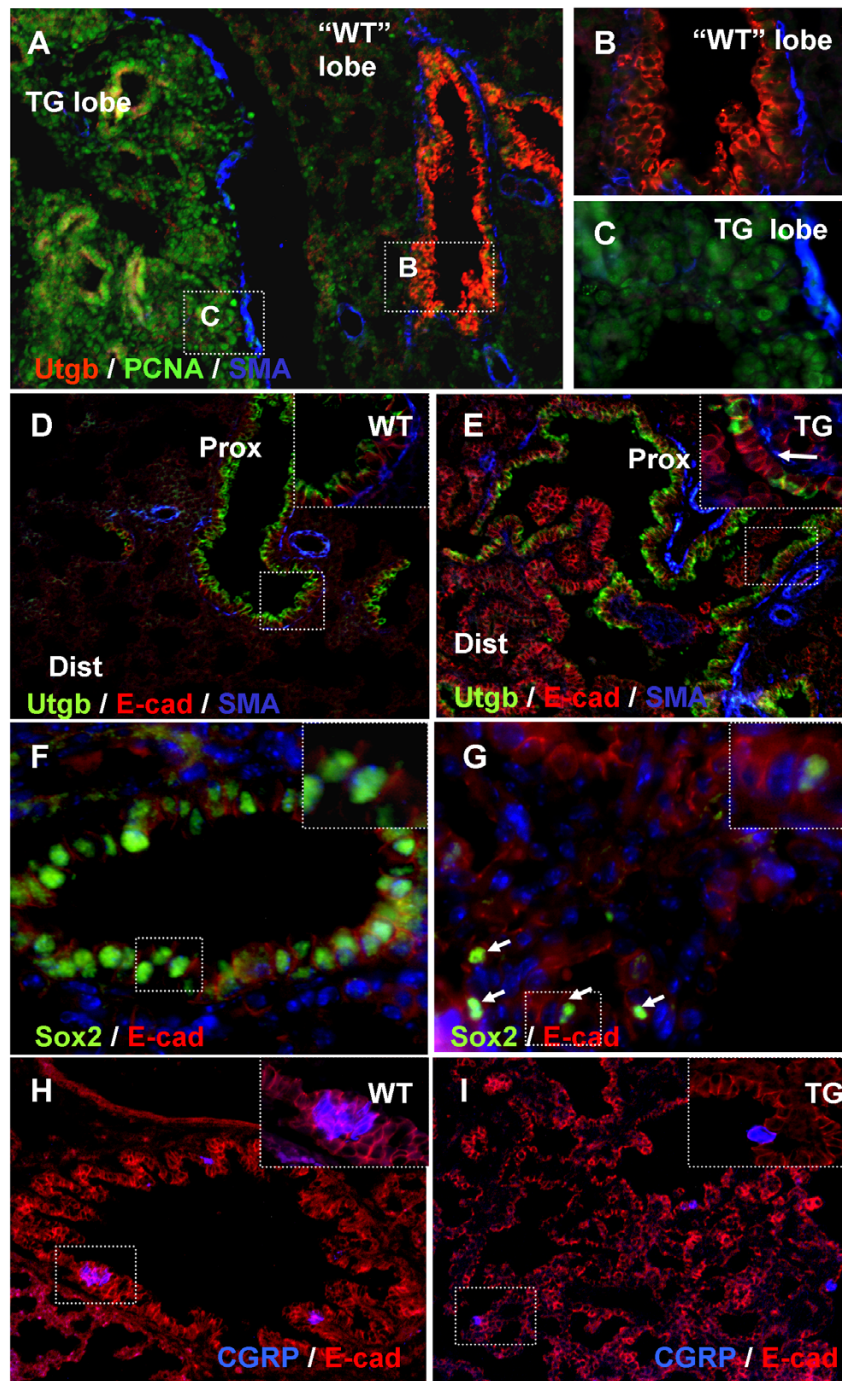 A
"WT"
lobe
TG lobe
B
C
Utgb / PCNA / SMA
B
"WT" lobe
C
TG lobe
D
WT
Prox
Dist
Utgb / E-cad / SMA
E
TG
Prox
Dist
Utgb / E-cad / SMA
F
Sox2 / E-cad
G
Sox2 / E-cad
H
WT
CGRP / E-cad
I
TG
CGRP / E-cad